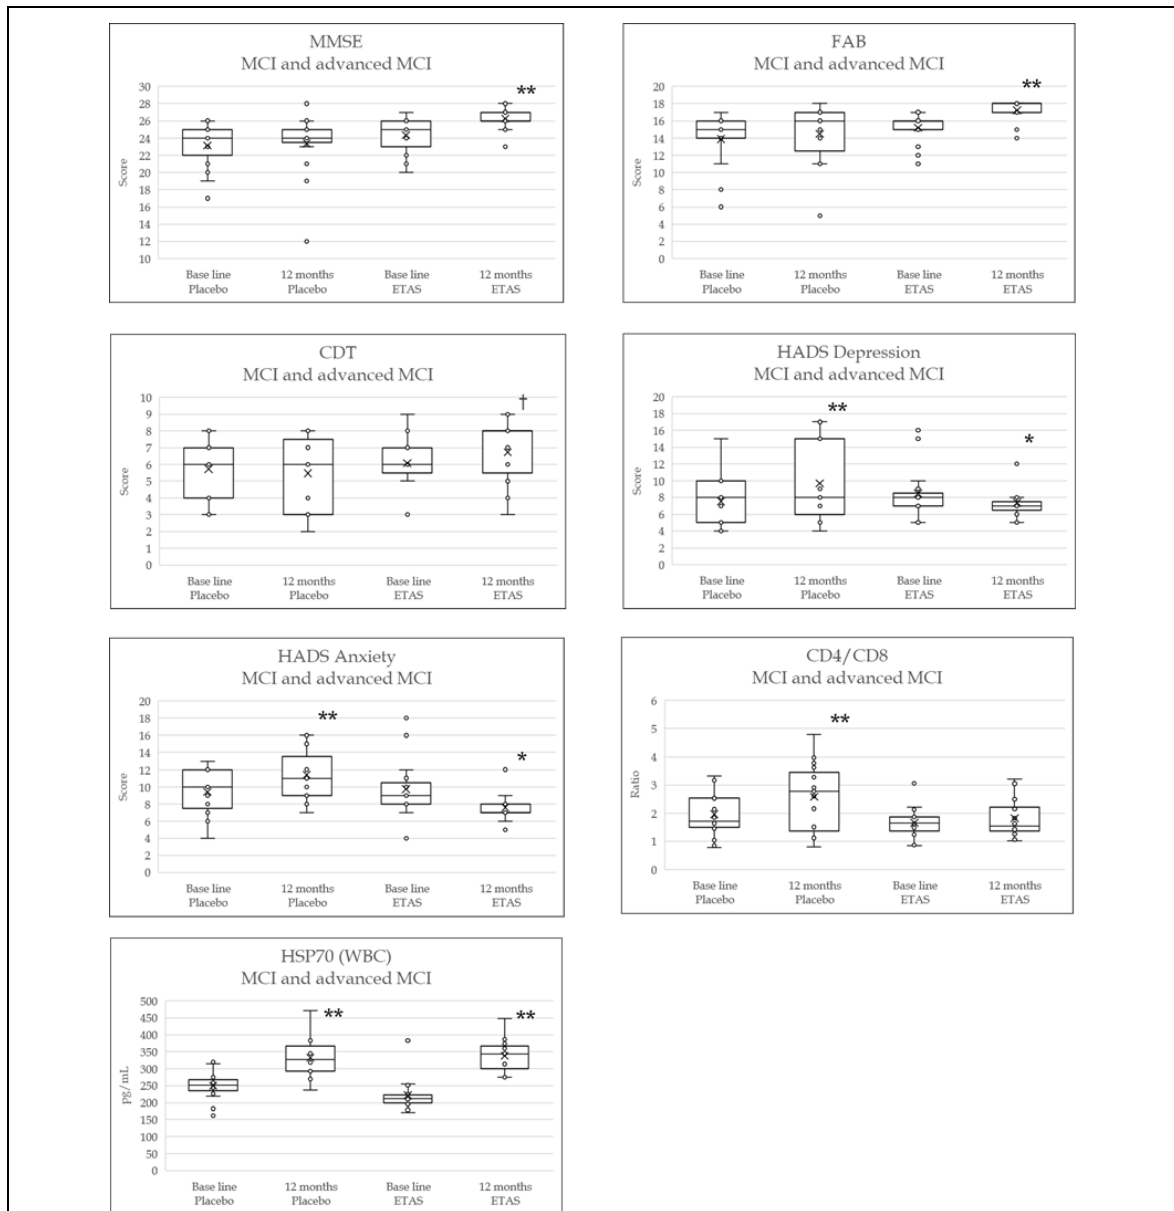 MMSE
MCI and advanced MCI
**
30
28
26
24
22
20
18
16
14
12
10
Score
Base line
Placebo
12 months
Placebo
Base line
ETAS
12 months
ETAS
FAB
MCI and advanced MCI
**
20
18
16
14
12
10
8
6
4
2
0
Score
Base line
Placebo
12 months
Placebo
Base line
ETAS
12 months
ETAS
CDT
MCI and advanced MCI
†
10
9
8
7
6
5
4
3
2
1
0
Score
Base line
Placebo
12 months
Placebo
Base line
ETAS
12 months
ETAS
HADS Depression
MCI and advanced MCI
**
*
20
18
16
14
12
10
8
6
4
2
0
Score
Base line
Placebo
12 months
Placebo
Base line
ETAS
12 months
ETAS
HADS Anxiety
MCI and advanced MCI
**
*
20
18
16
14
12
10
8
6
4
2
0
Score
Base line
Placebo
12 months
Placebo
Base line
ETAS
12 months
ETAS
CD4/CD8
MCI and advanced MCI
**
6
5
4
3
2
1
0
Ratio
Base line
Placebo
12 months
Placebo
Base line
ETAS
12 months
ETAS
HSP70 (WBC)
MCI and advanced MCI
**
**
500
450
400
350
300
250
200
150
100
50
0
pg/mL
Base line
Placebo
12 months
Placebo
Base line
ETAS
12 months
ETAS